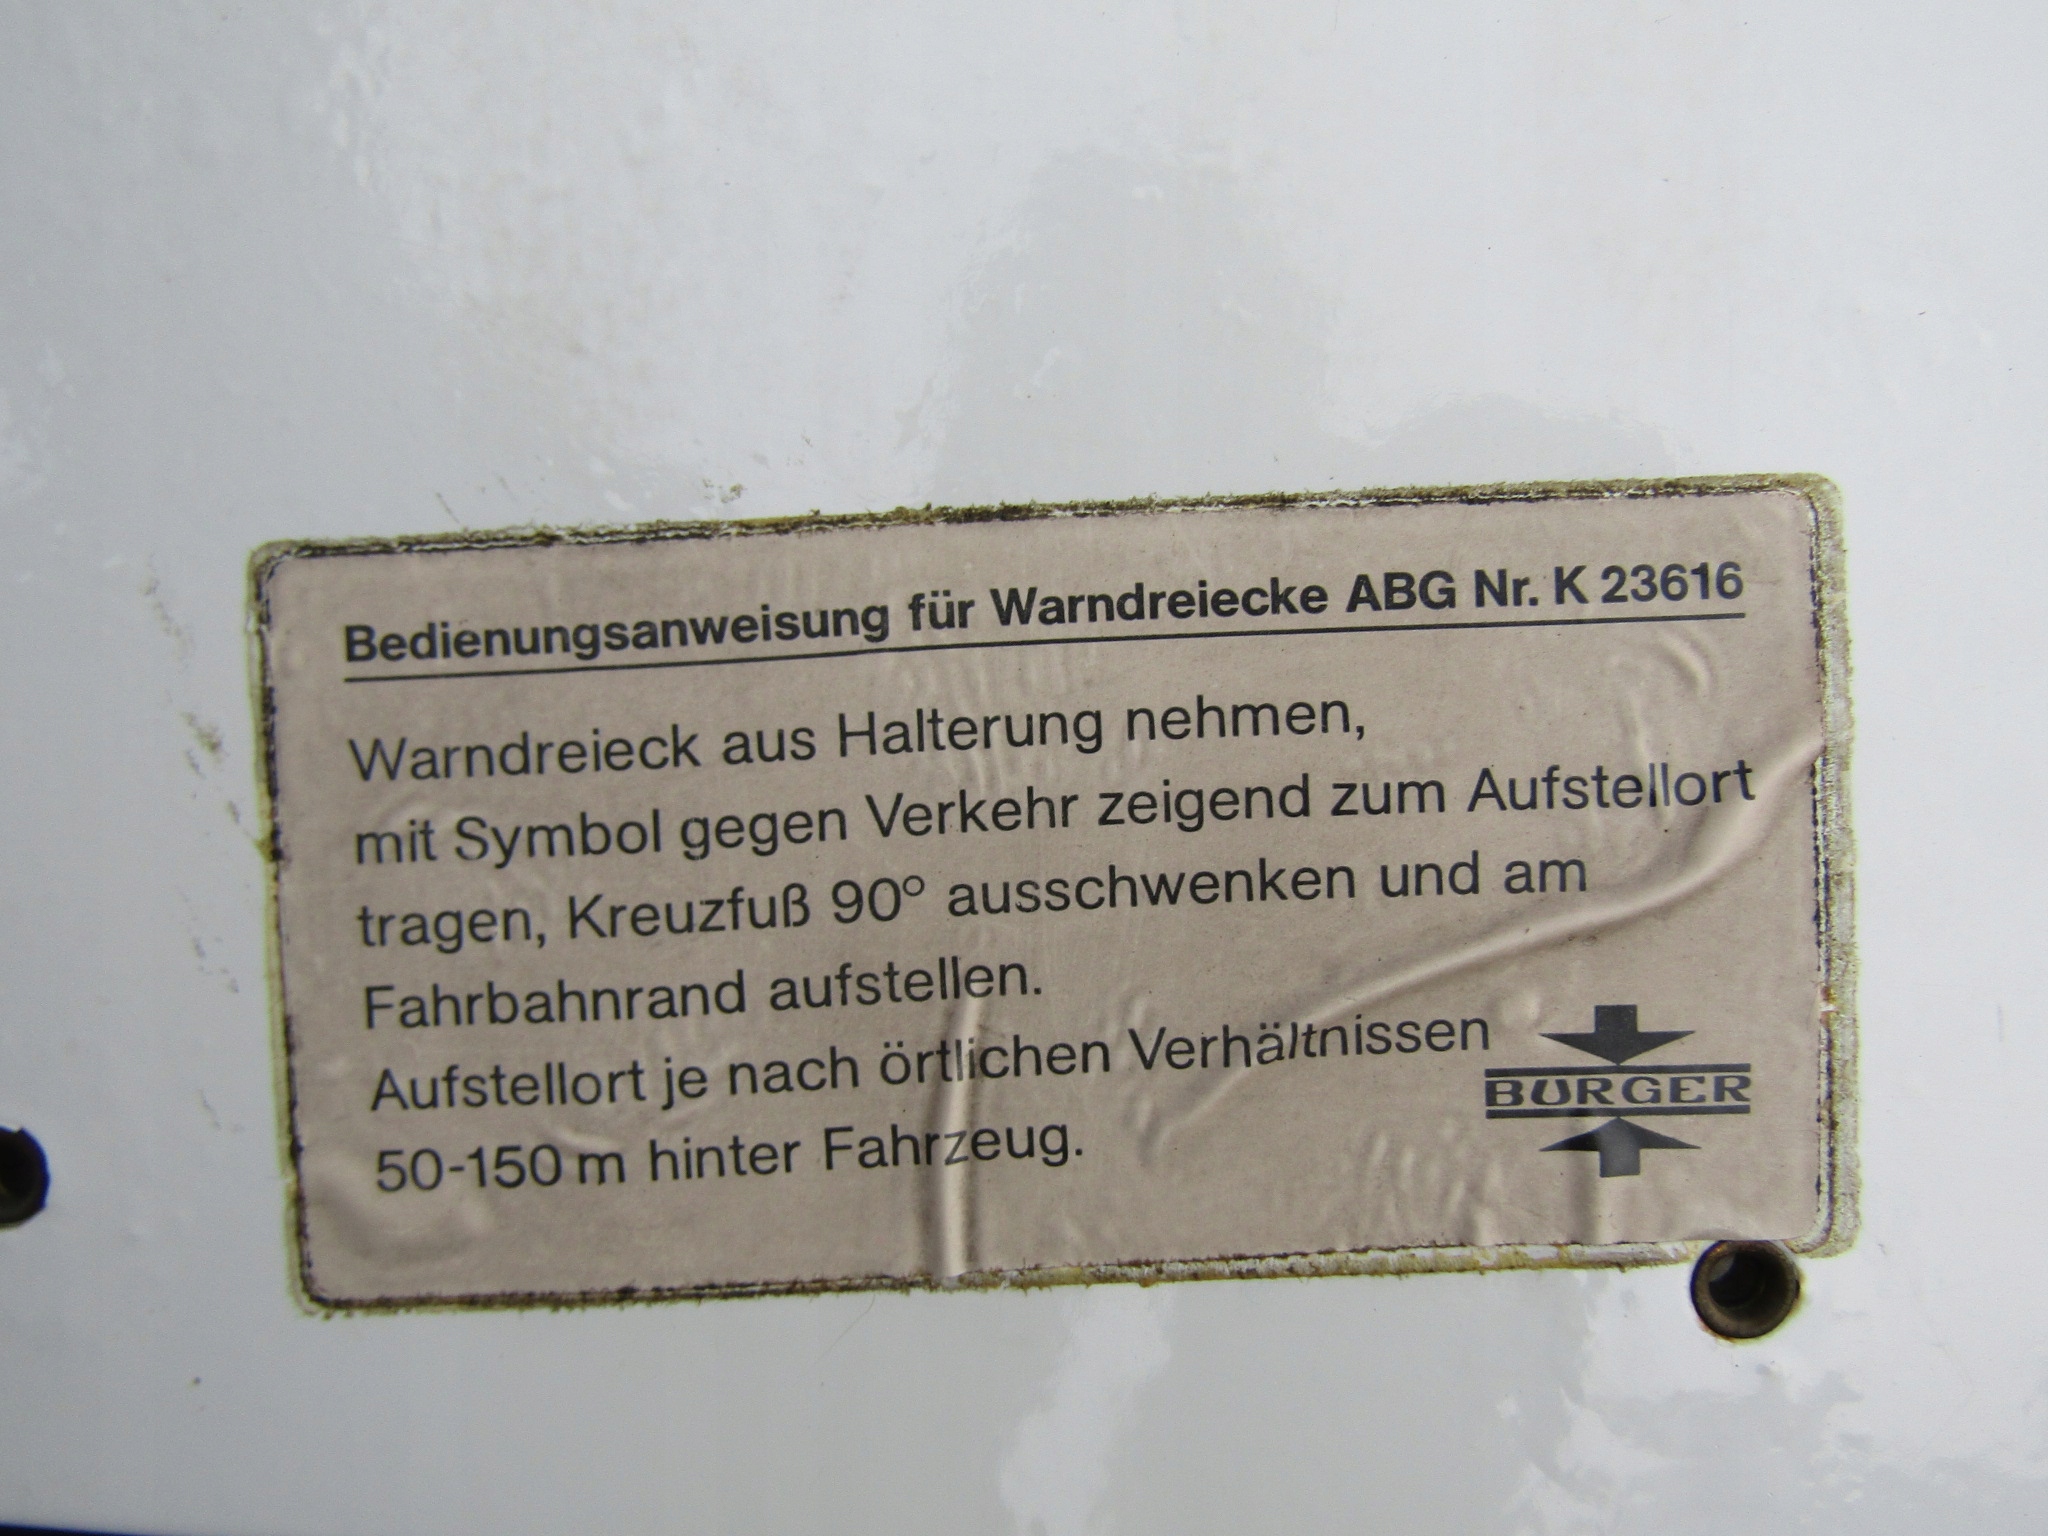 Bedienungsanweisung für Warndreiecke ABG Nr. K 23616
Warndreieck aus Halterung nehmen,
mit Symbol gegen Verkehr zeigend zum Aufstellort
tragen, Kreuzfuß 90° ausschwenken und am
Fahrbahnrand aufstellen.
Aufstellort je nach örtlichen Verhältnissen
50-150 m hinter Fahrzeug.
BURGER